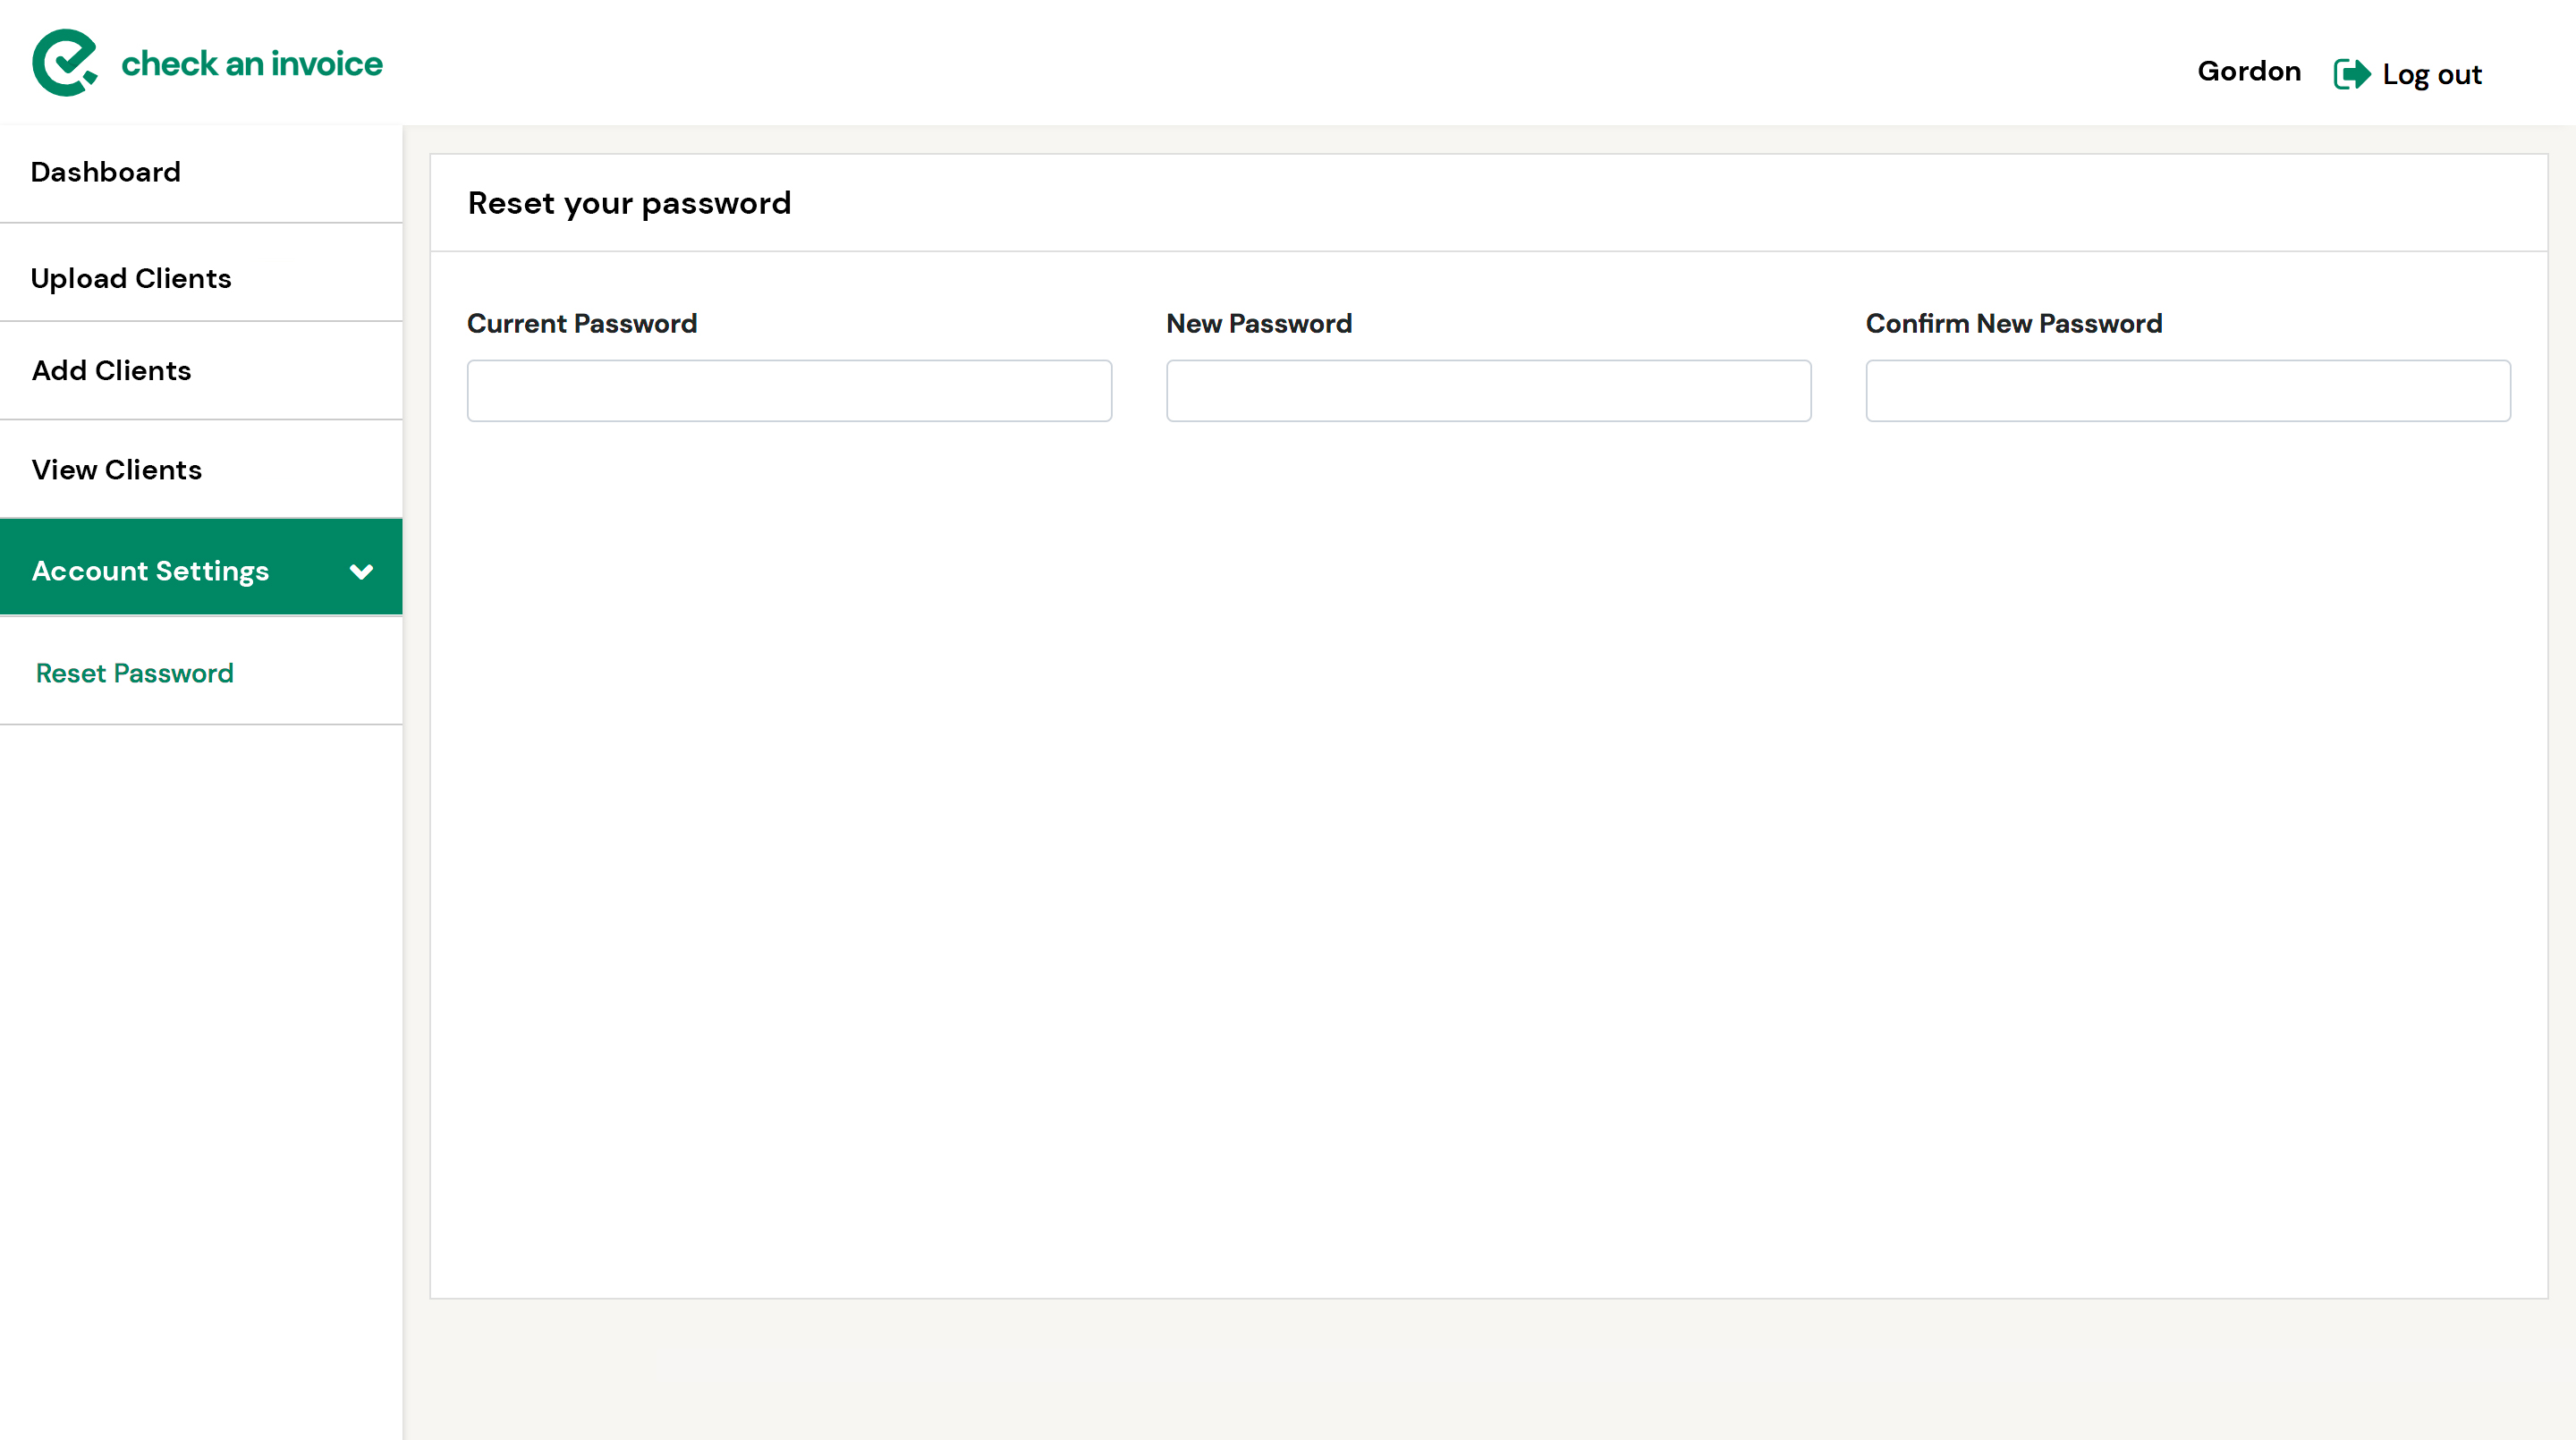 check an invoice
Gordon
Log out
Dashboard
Upload Clients
Add Clients
View Clients
Account Settings
Reset Password
Reset your password
Current Password
New Password
Confirm New Password